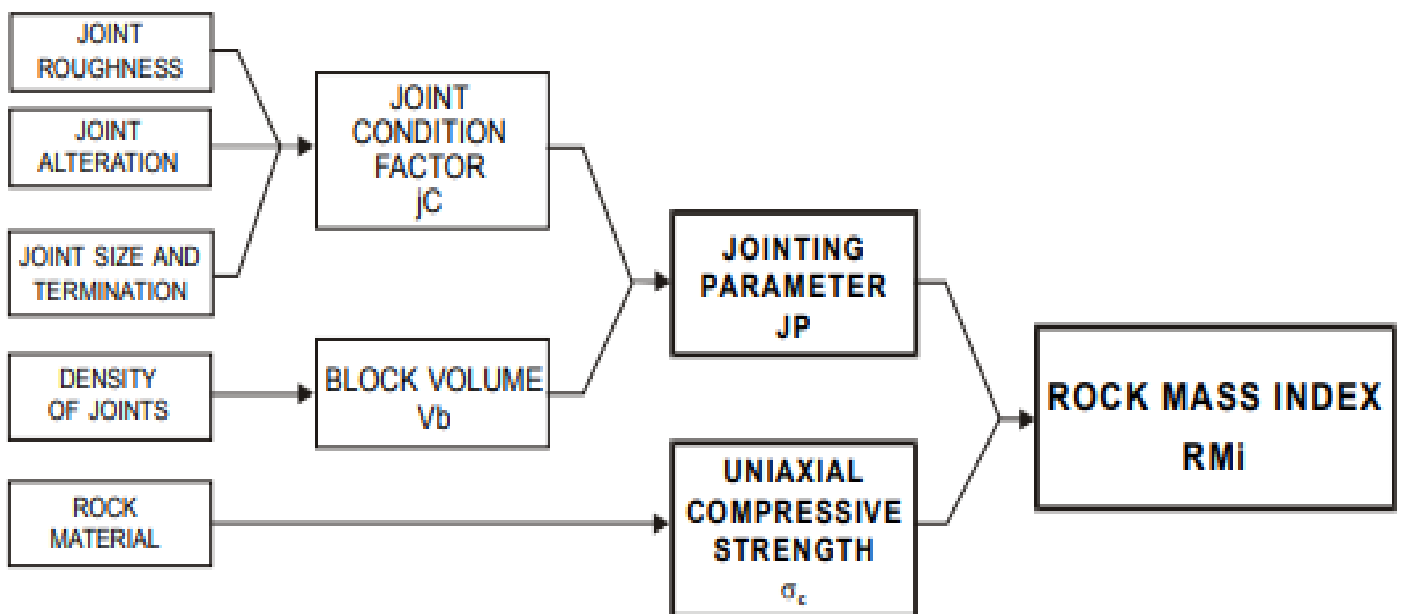 JOINT
ROUGHNESS
JOINT
ALTERATION
JOINT SIZE AND
TERMINATION
DENSITY
OF JOINTS
ROCK
MATERIAL
JOINT
CONDITION
FACTOR
jC
BLOCK VOLUME
Vb
JOINTING
PARAMETER
JP
UNIAXIAL
COMPRESSIVE
STRENGTH
σc
ROCK MASS INDEX
RMi